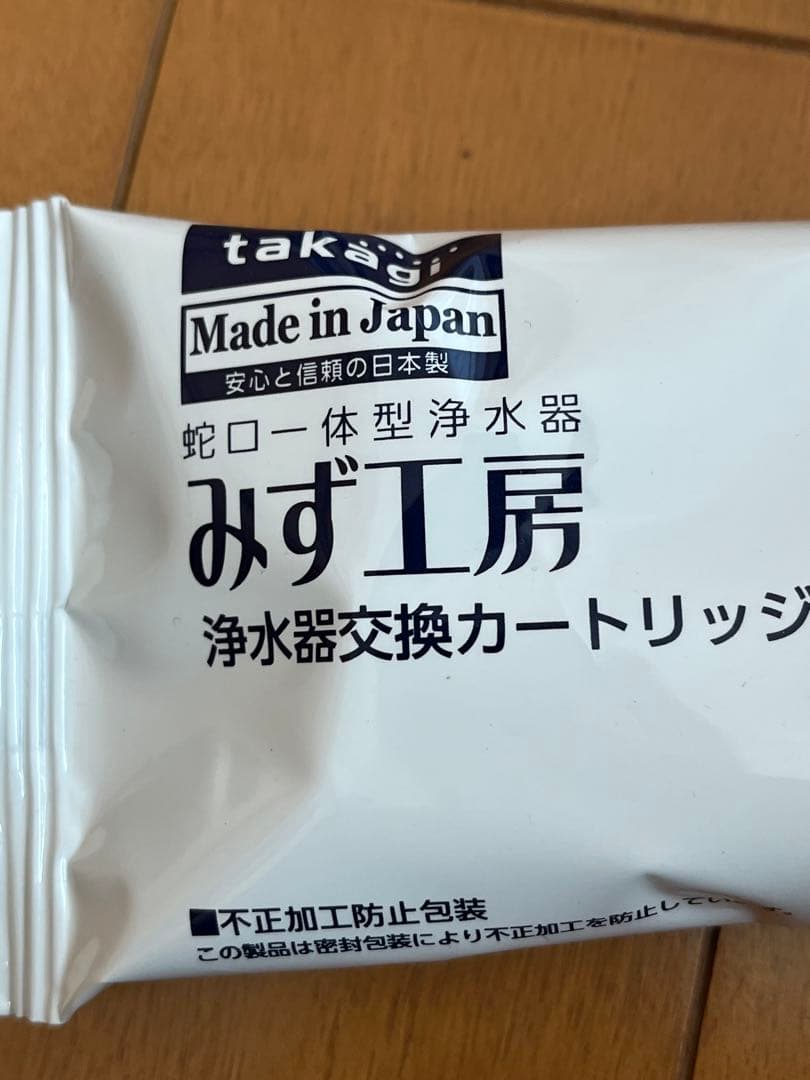 takagi
Made in Japan
安心と信頼の日本製
蛇口一体型浄水器
みず工房
浄水器交換カートリッジ
■不正加工防止包装
この製品は密封包装により不正加工を防止してい